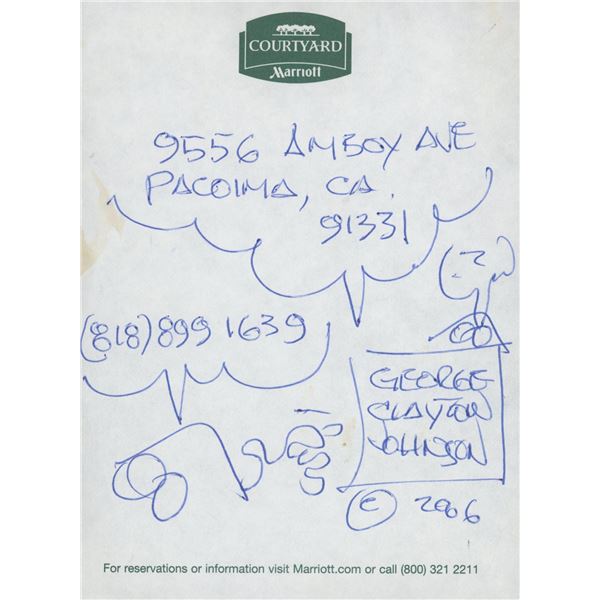 COURTYARD
Marriott
9556 AMBOY AVE
PACOIMA, CA.
91331
(818) 899 1639
GEORGE
CLAYTON
JOHNSON
© 2006
For reservations or information visit Marriott.com or call (800) 321 2211